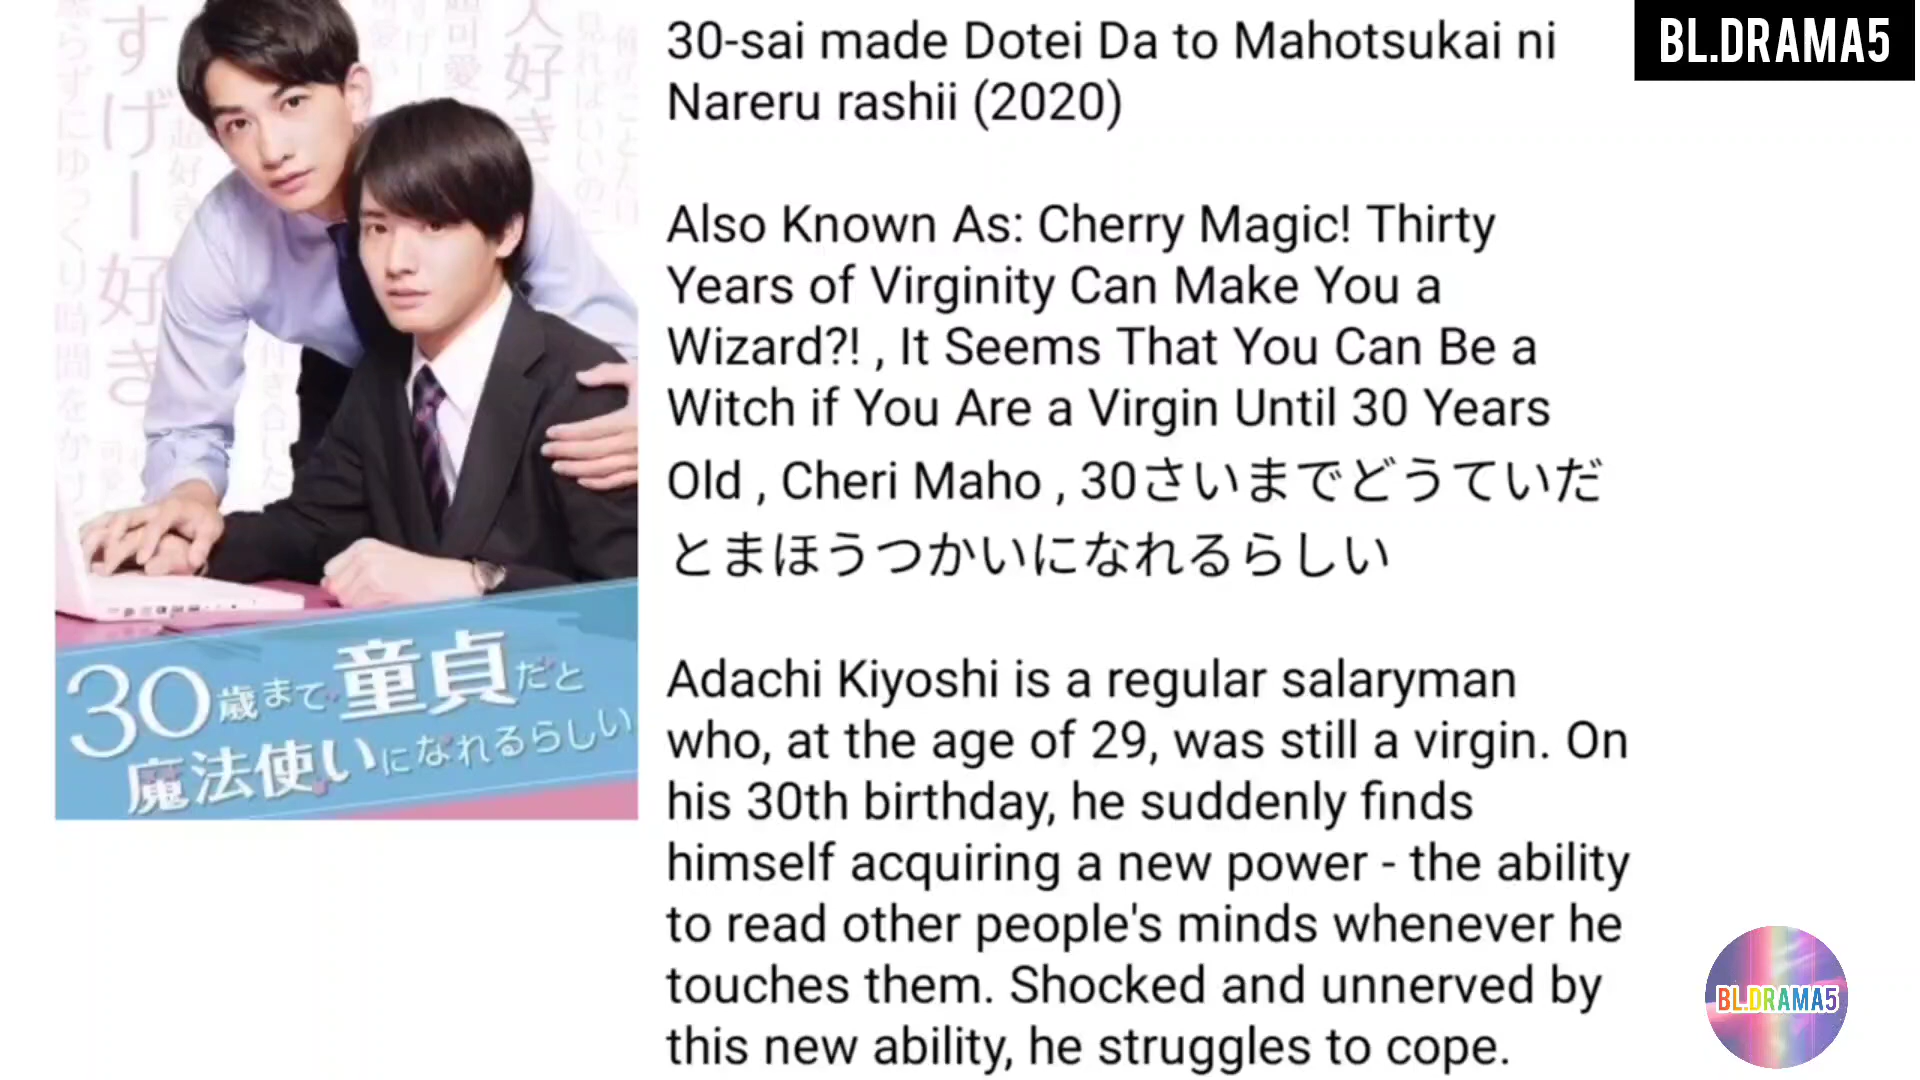 30-sai made Dotei Da to Mahotsukai ni
Nareru rashii (2020)
BL.DRAMA5
Also Known As: Cherry Magic! Thirty
Years of Virginity Can Make You a
Wizard?! , It Seems That You Can Be a
Witch if You Are a Virgin Until 30 Years
Old , Cheri Maho , 30さいまでどうていだ
とまほうつかいになれるらしい
Adachi Kiyoshi is a regular salaryman
who, at the age of 29, was still a virgin. On
his 30th birthday, he suddenly finds
himself acquiring a new power - the ability
to read other people's minds whenever he
touches them. Shocked and unnerved by
this new ability, he struggles to cope.
すげー好き
30歳まで童貞だと
魔法使いになれるらしい
BL.DRAMA5